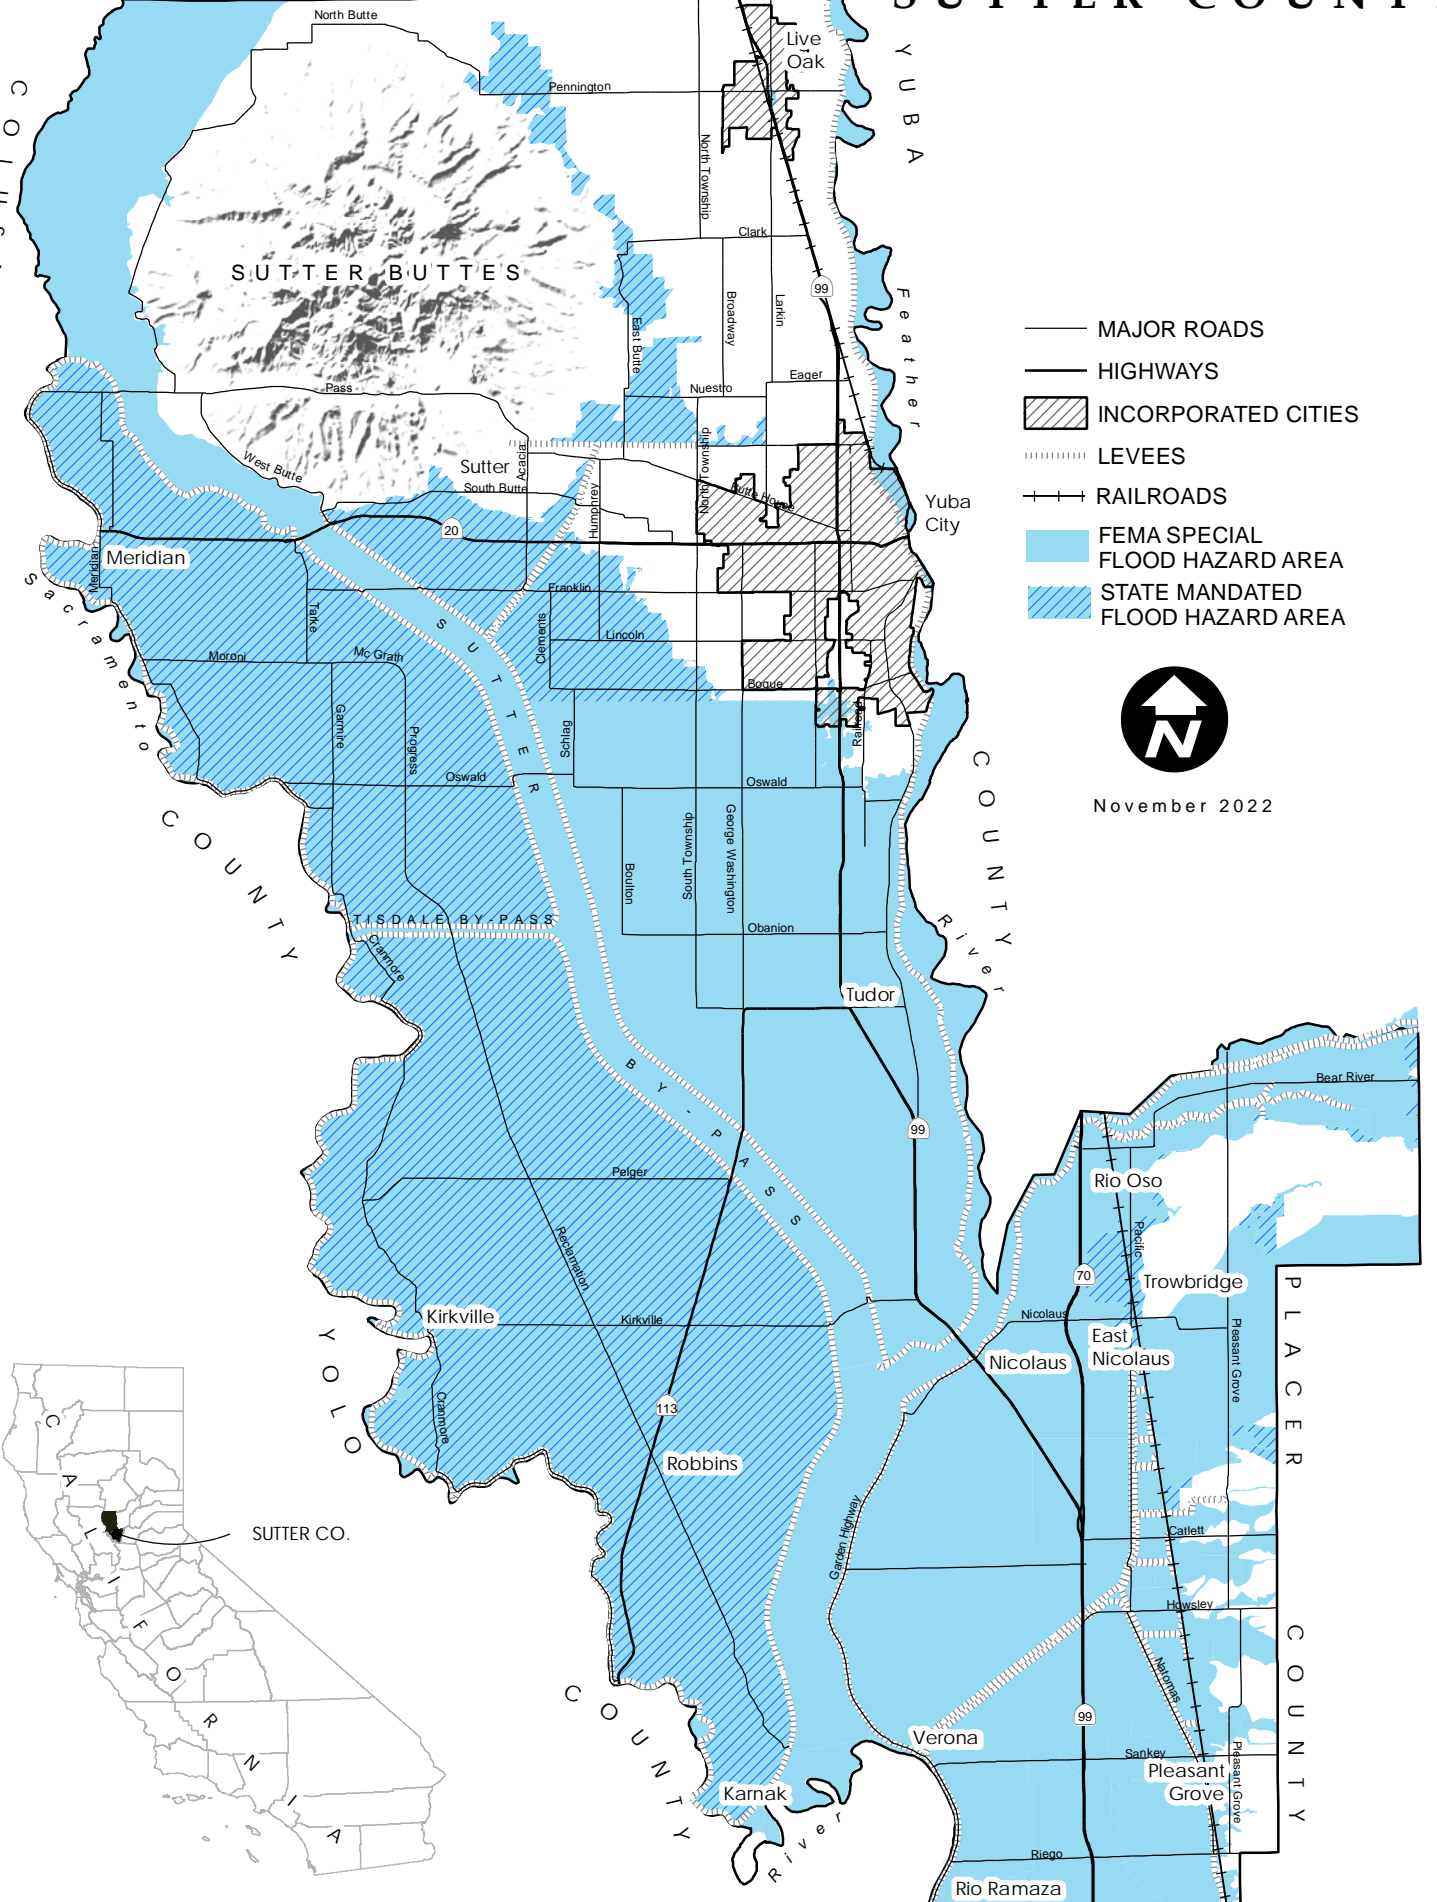 SUTTER COUNT
North Butte
Live
Oak
Pennington
YUBA
North Township
Clark
SUTTER BUTTES
99
Broadway
Larkin
East Butte
Feather
MAJOR ROADS
HIGHWAYS
INCORPORATED CITIES
LEVEES
RAILROADS
FEMA SPECIAL
FLOOD HAZARD AREA
STATE MANDATED
FLOOD HAZARD AREA
N
November 2022
Pass
Eager
Nuestro
North Township
Acacia
West Butte
Sutter
South Butte
Humphrey
Butte House
Yuba
City
20
Meridian
Meridian
Franklin
Tarke
Clements
Lincoln
Sacramento
Moroni
Mc Grath
Bogue
SUTTER
Garmire
Progress
Schlag
Railroad
Oswald
Oswald
COUNTY
COUNTY
Boulton
South Township
George Washington
TISDALE BY-PASS
Obanion
Cranmore
River
Tudor
BY-PASS
Bear River
99
Pelger
Rio Oso
Pacific
Reclamation
70
Trowbridge
Kirkville
Kirkville
Nicolaus
East
Nicolaus
Nicolaus
Pleasant Grove
PLACER
YOLO
Cranmore
113
Robbins
CALIFORNIA
SUTTER CO.
Garden Highway
Catlett
Howsley
Natomas
COUNTY
COUNTY
99
Verona
Sankey
Pleasant
Grove
Pleasant Grove
Karnak
River
Riego
Rio Ramaza